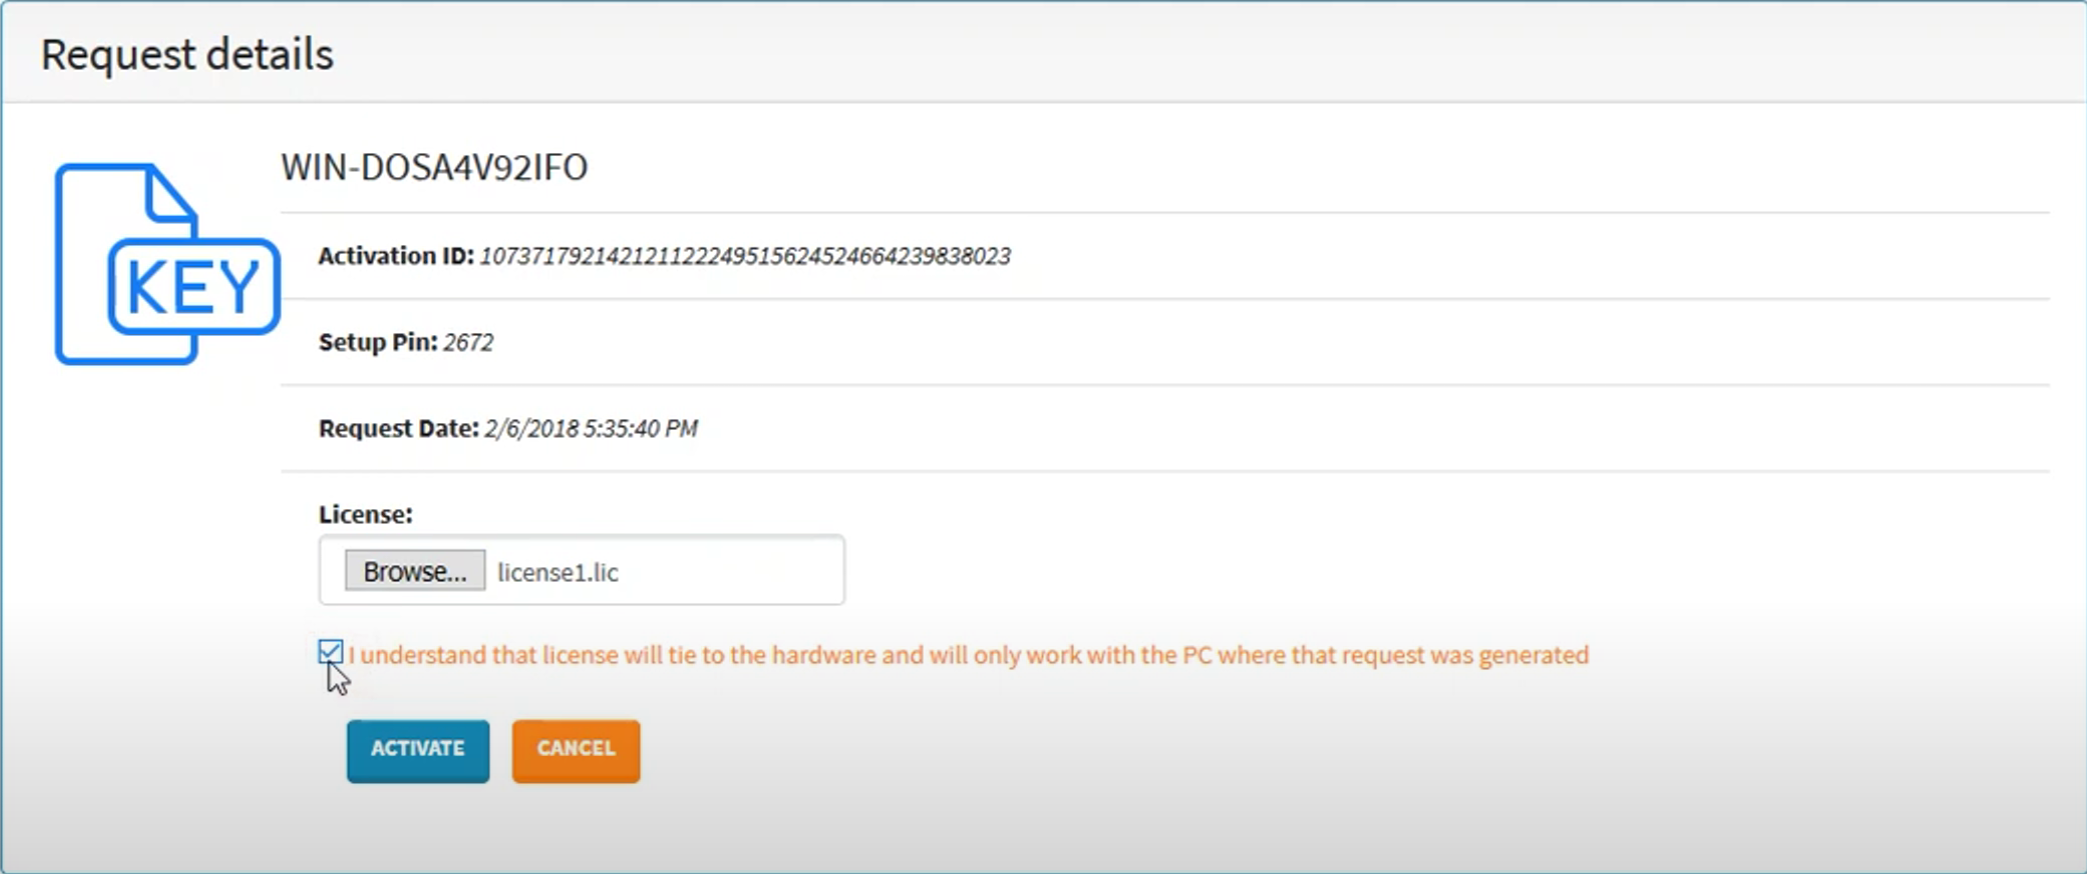 Request details
WIN-DOSA4V92IFO
KEY
Activation ID: 107371792142121122249515624524664239838023
Setup Pin: 2672
Request Date: 2/6/2018 5:35:40 PM
License:
Browse... license1.lic
I understand that license will tie to the hardware and will only work with the PC where that request was generated
ACTIVATE CANCEL